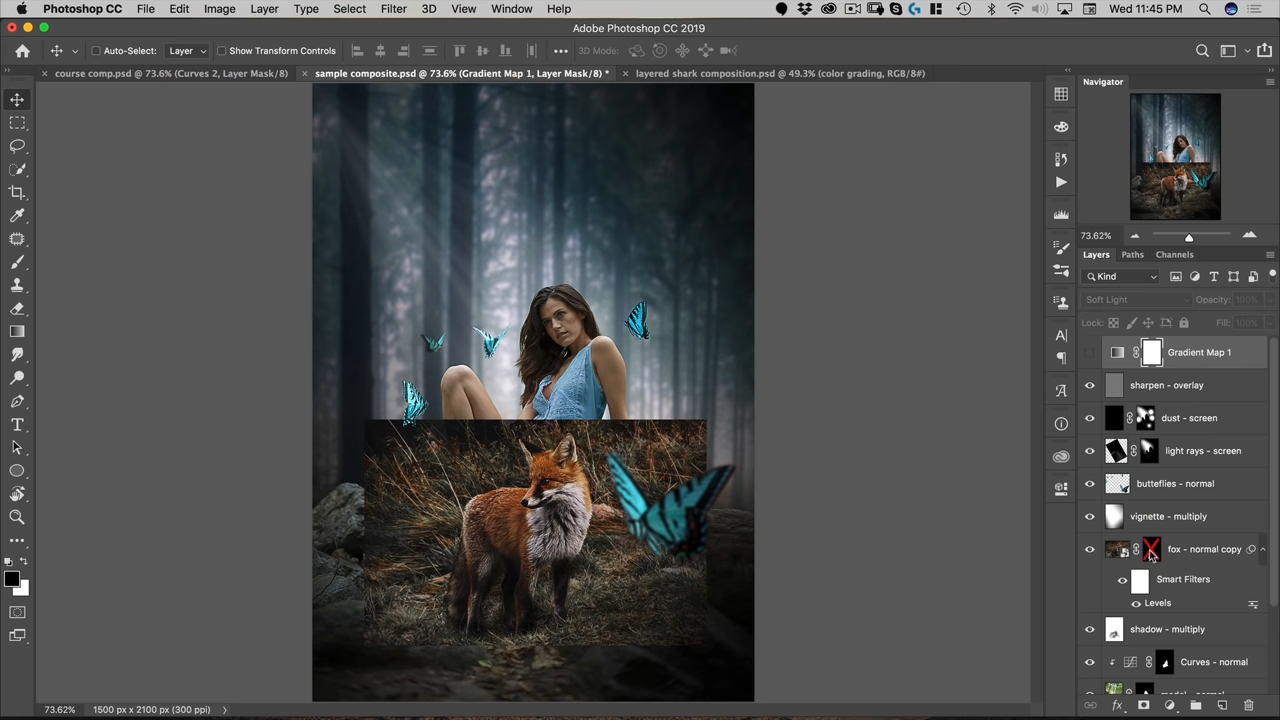 Photoshop CC File Edit Image Layer Type Select Filter 3D View Window Help Wed 11:45 PM
Adobe Photoshop CC 2019
Auto-Select: Layer Show Transform Controls 3D Mode:
course comp.psd @ 73.6% (Curves 2, Layer Mask/8) sample composite.psd @ 73.6% (Gradient Map 1, Layer Mask/8) * layered shark composition.psd @ 49.3% (color grading, RGB/8#)
Navigator
73.62%
Layers Paths Channels
Kind
Soft Light Opacity: 100%
Lock: Fill: 100%
Gradient Map 1
sharpen - overlay
dust - screen
light rays - screen
butteflies - normal
vignette - multiply
fox - normal copy
Smart Filters
Levels
shadow - multiply
Curves - normal
model - normal
73.62% 1500 px x 2100 px (300 ppi)
fx